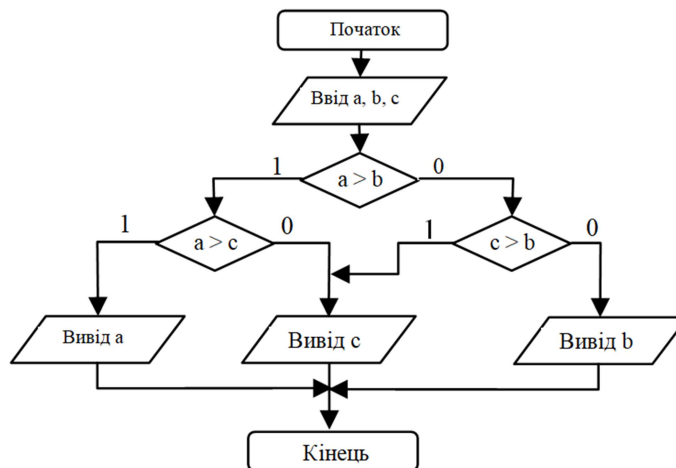 Початок
Ввід a, b, c
1
a > b
0
1
a > c
0
1
c > b
0
Вивід a
Вивід c
Вивід b
Кінець